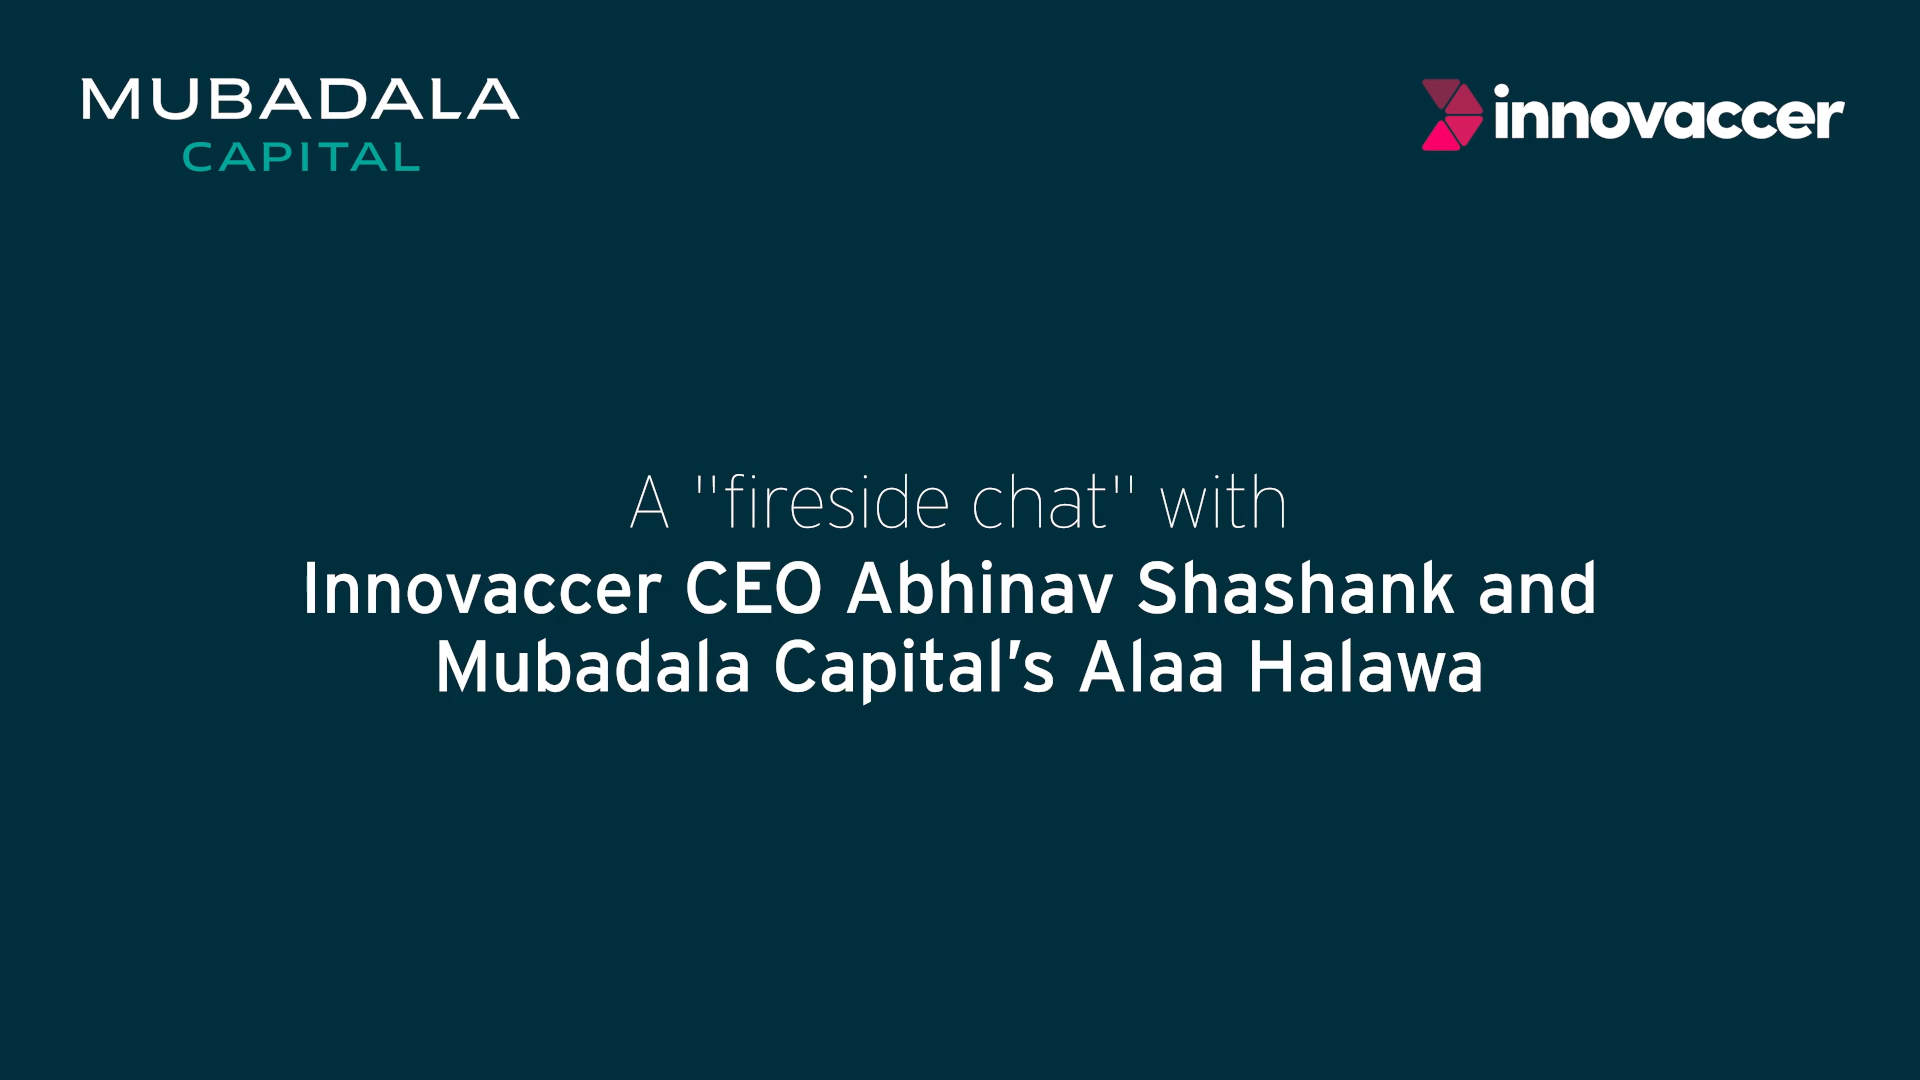 MUBADALA
CAPITAL
innovaccer
A "fireside chat" with
Innovaccer CEO Abhinav Shashank and
Mubadala Capital’s Alaa Halawa